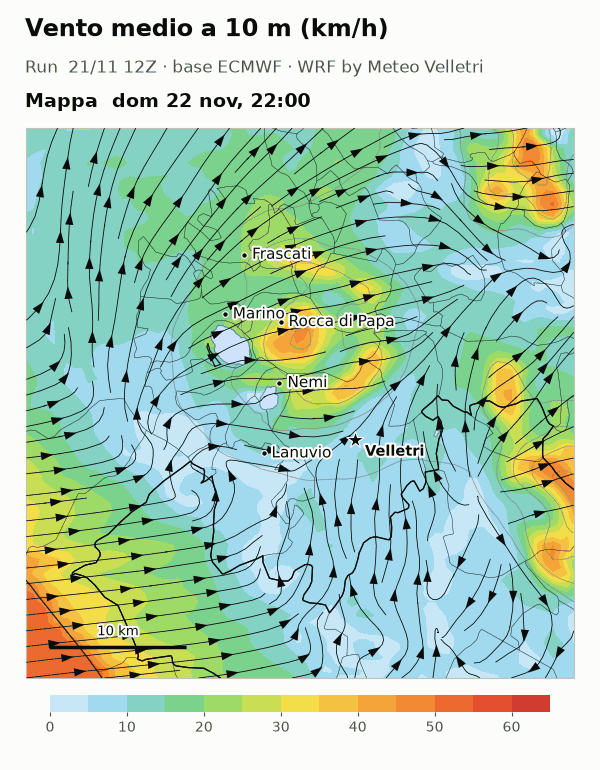 Vento medio a 10 m (km/h)
Run  21/11 12Z · base ECMWF · WRF by Meteo Velletri
Mappa  dom 22 nov, 22:00
Frascati
Marino
Rocca di Papa
Nemi
Velletri
Lanuvio
10 km
0 10 20 30 40 50 60